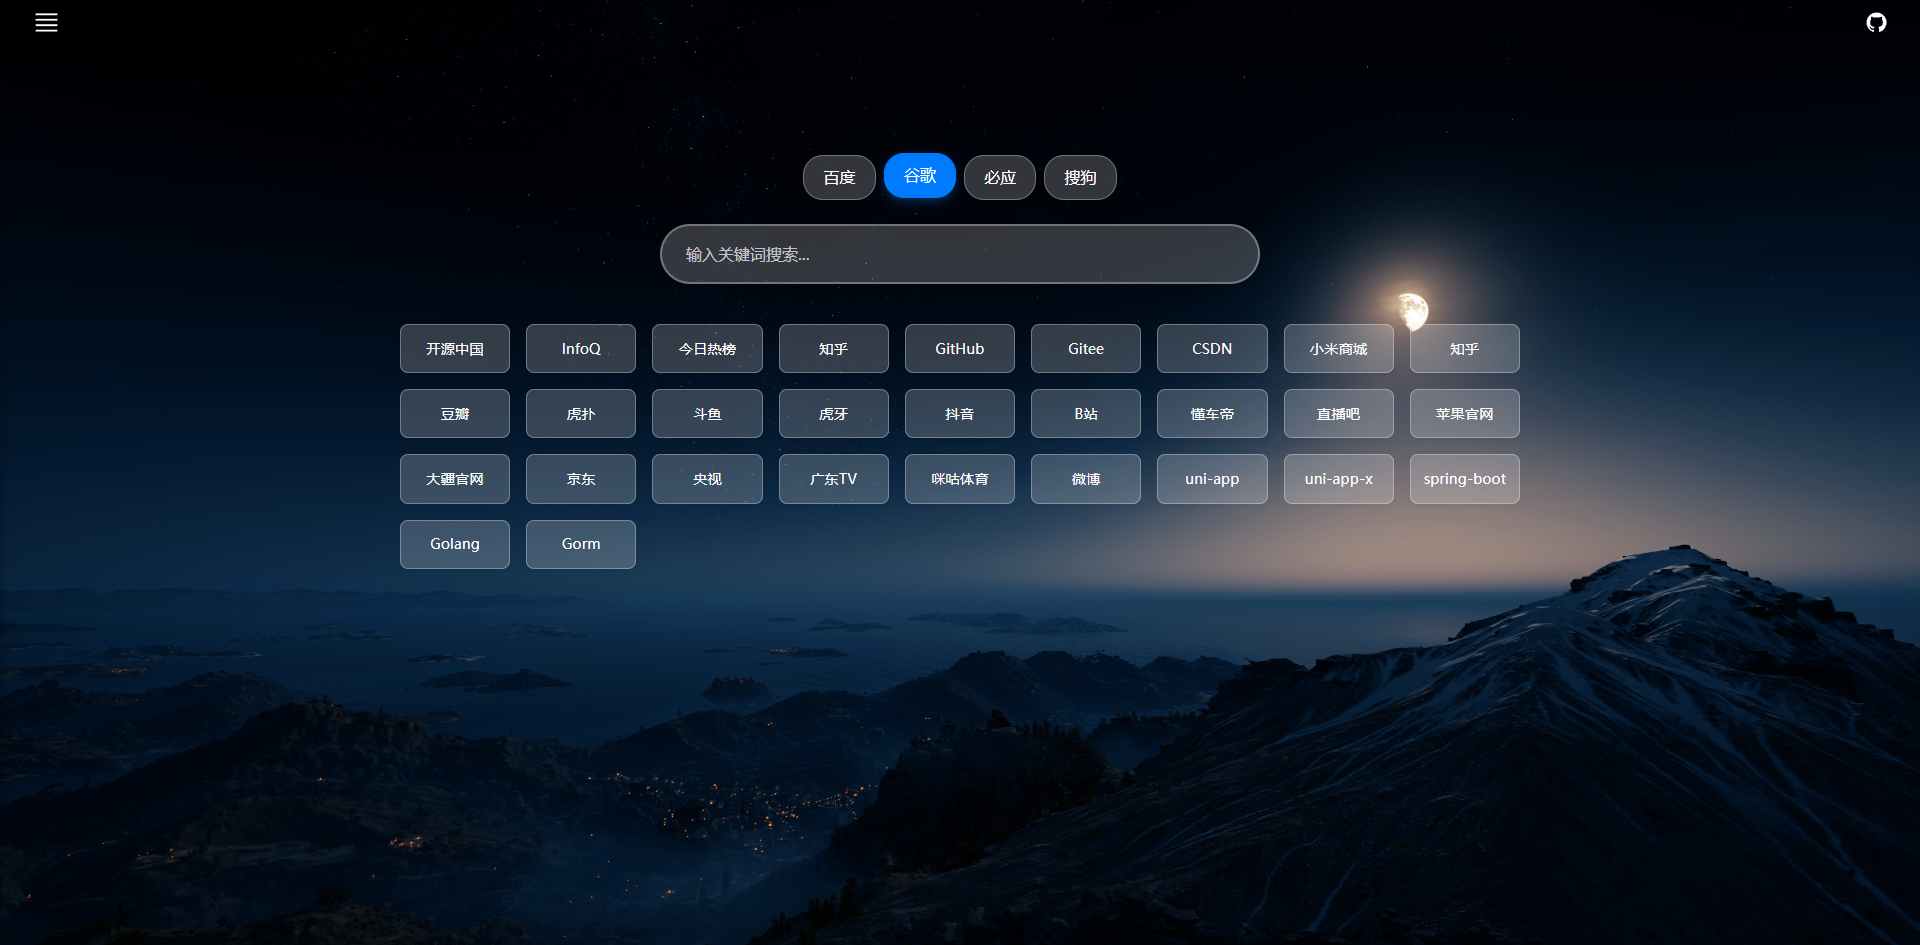 百度 谷歌 必应 搜狗
输入关键词搜索...
开源中国 InfoQ 今日热榜 知乎 GitHub Gitee CSDN 小米商城 知乎
豆瓣 虎扑 斗鱼 虎牙 抖音 B站 懂车帝 直播吧 苹果官网
大疆官网 京东 央视 广东TV 咪咕体育 微博 uni-app uni-app-x spring-boot
Golang Gorm